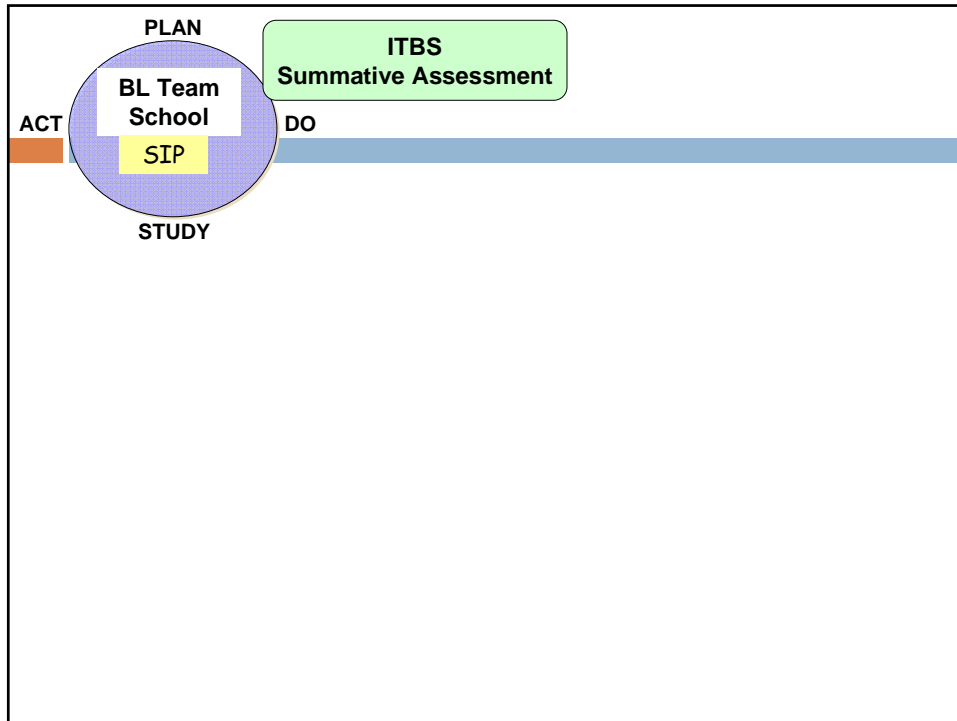 PLAN
ITBS
Summative Assessment
BL Team
School
ACT
DO
SIP
STUDY